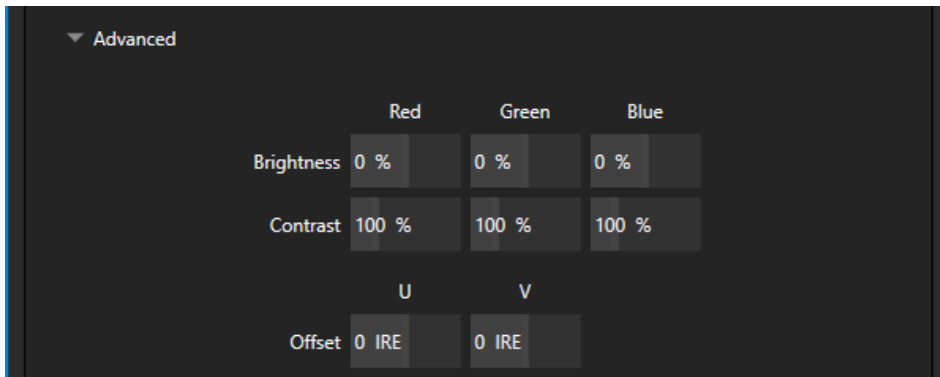 Advanced
Red Green Blue
Brightness 0 % 0 % 0 %
Contrast 100 % 100 % 100 %
U V
Offset 0 IRE 0 IRE